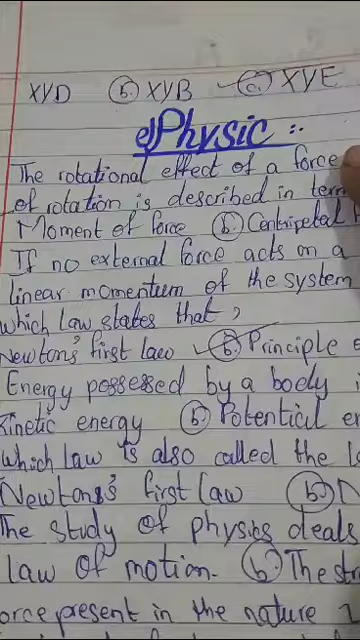 XYD (b.) XYB (c.) XYE
e) Physic :-
The rotational effect of a force
of rotation is described in term
Moment of force (b.) Centripetal
If no external force acts on a
linear momentum of the system
which law states that,
Newton's first law (b.) Principle
Energy possessed by a body
Kinetic energy (b.) Potential en
which law is also called the
Newtons's first law (b.)
The study of physics deals
law of motion. (b.) The
force present in the nature